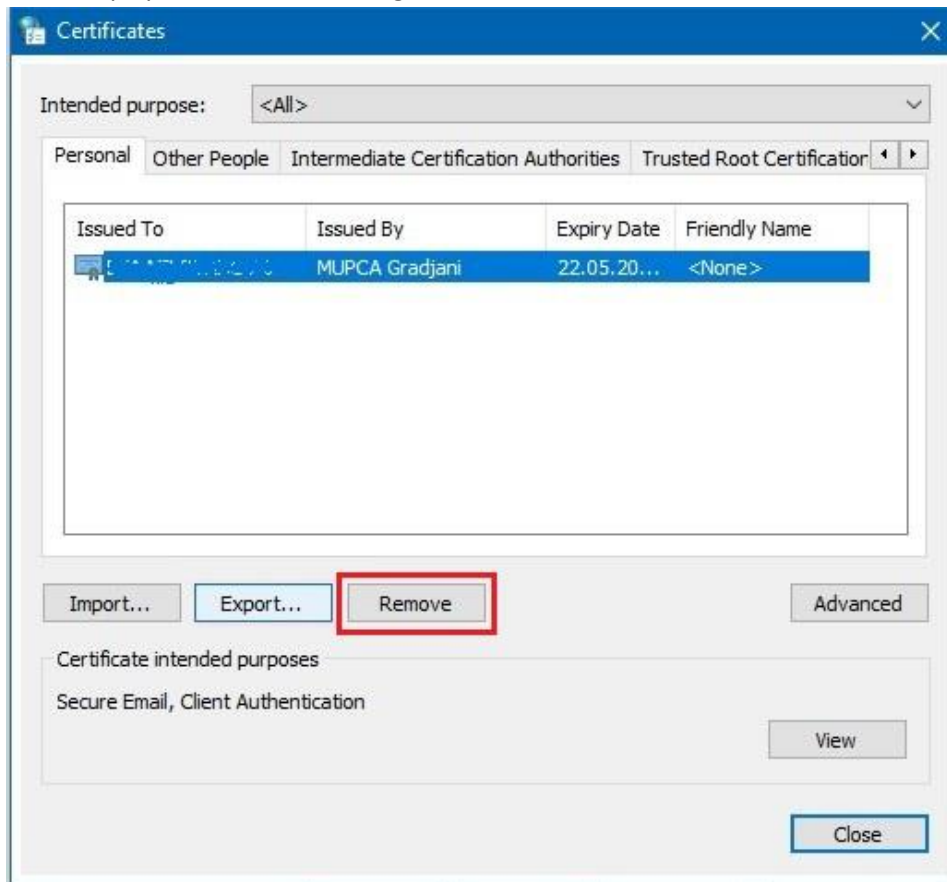 Certificates
Intended purpose: <All>
Personal Other People Intermediate Certification Authorities Trusted Root Certification
Issued To Issued By Expiry Date Friendly Name
MUPCA Gradjani 22.05.20... <None>
Import... Export... Remove Advanced
Certificate intended purposes
Secure Email, Client Authentication
View
Close